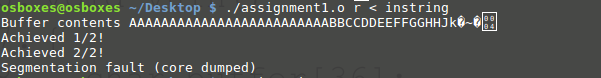 osboxes@osboxes ~/Desktop $ ./assignment1.o r < instring
Buffer contents AAAAAAAAAAAAAAAAAAAAAAAAAABBCCDDEEFFGGHHJk�~�
Achieved 1/2!
Achieved 2/2!
Segmentation fault (core dumped)